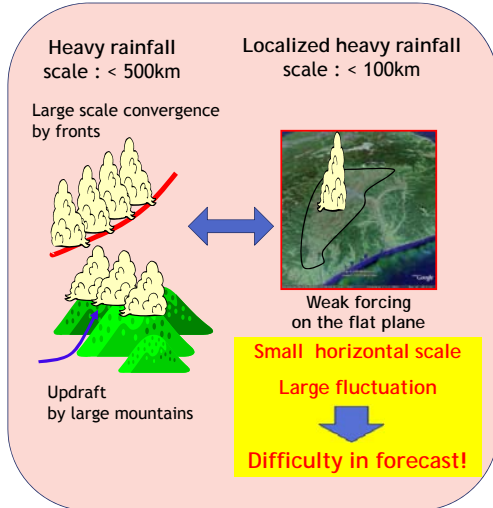 Heavy rainfall
scale : < 500km
Large scale convergence
by fronts
Updraft
by large mountains
Localized heavy rainfall
scale : < 100km
Google
Weak forcing
on the flat plane
Small horizontal scale
Large fluctuation
Difficulty in forecast!